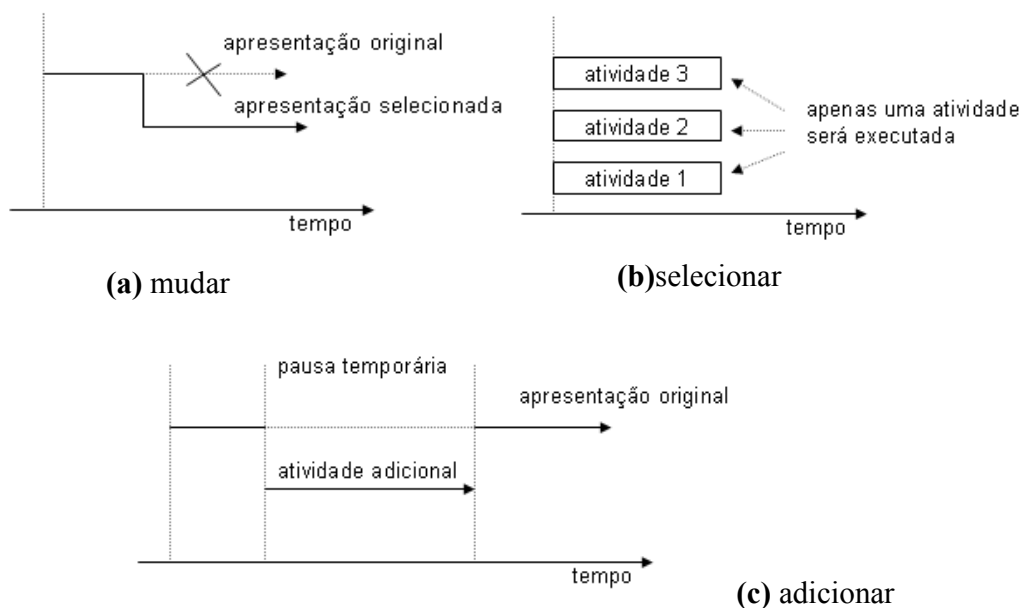 apresentação original
apresentação selecionada
tempo
(a) mudar
atividade 3
atividade 2
atividade 1
apenas uma atividade
será executada
tempo
(b)selecionar
pausa temporária
apresentação original
atividade adicional
tempo
(c) adicionar